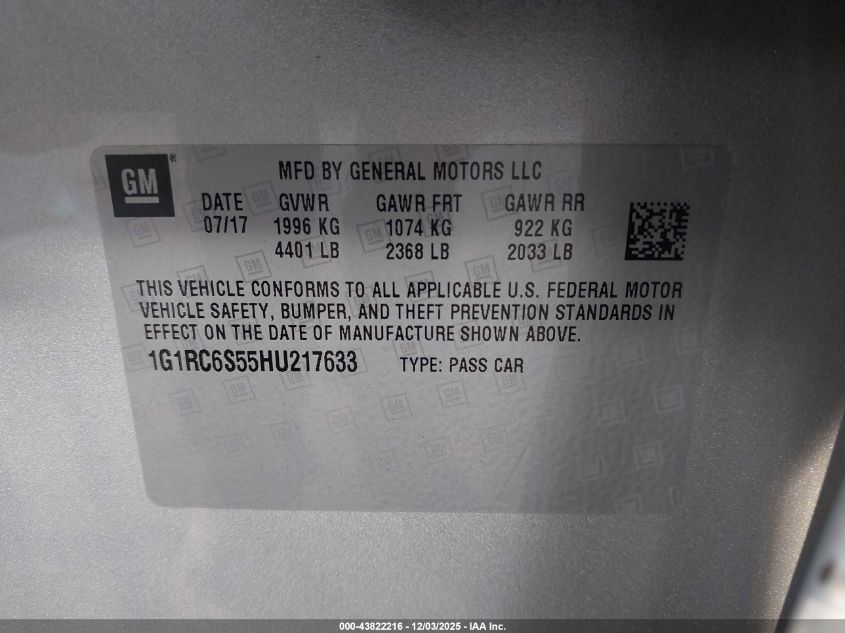 GM®
MFD BY GENERAL MOTORS LLC
DATE GVWR GAWR FRT GAWR RR
07/17 1996 KG 1074 KG 922 KG
4401 LB 2368 LB 2033 LB
THIS VEHICLE CONFORMS TO ALL APPLICABLE U.S. FEDERAL MOTOR
VEHICLE SAFETY, BUMPER, AND THEFT PREVENTION STANDARDS IN
EFFECT ON THE DATE OF MANUFACTURE SHOWN ABOVE.
1G1RC6S55HU217633 TYPE: PASS CAR
000-43822216 - 12/03/2025 - IAA Inc.